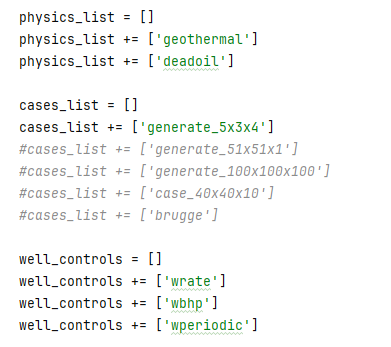 physics_list = []
physics_list += ['geothermal']
physics_list += ['deadoil']
cases_list = []
cases_list += ['generate_5x3x4']
#cases_list += ['generate_51x51x1']
#cases_list += ['generate_100x100x100']
#cases_list += ['case_40x40x10']
#cases_list += ['brugge']
well_controls = []
well_controls += ['wrate']
well_controls += ['wbhp']
well_controls += ['wperiodic']